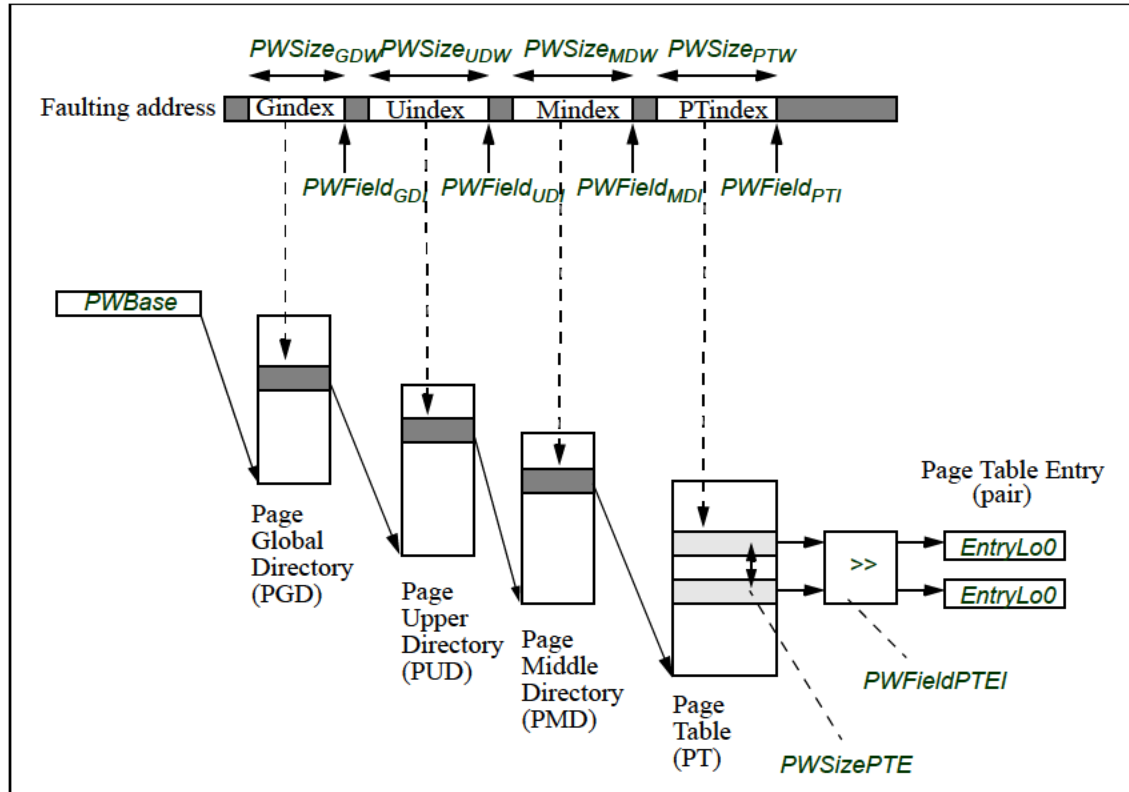 PWSizeGDW PWSizeUDW PWSizeMDW PWSizePTW
Faulting address Gindex Uindex Mindex PTindex
PWFieldGDI PWFieldUDI PWFieldMDI PWFieldPTI
PWBase
Page
Global
Directory
(PGD)
Page
Upper
Directory
(PUD)
Page
Middle
Directory
(PMD)
Page
Table
(PT)
Page Table Entry
(pair)
EntryLo0
>>
EntryLo0
PWFieldPTEI
PWSizePTE